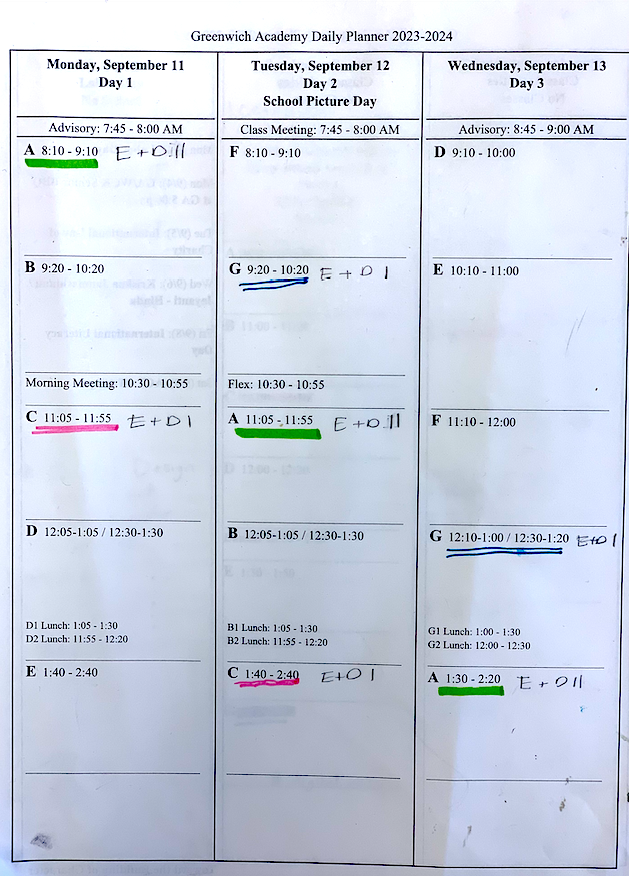 Greenwich Academy Daily Planner 2023-2024
Monday, September 11
Day 1
Advisory: 7:45 - 8:00 AM
A 8:10 - 9:10 E + D II
B 9:20 - 10:20
Morning Meeting: 10:30 - 10:55
C 11:05 - 11:55 E + D I
D 12:05-1:05 / 12:30-1:30
D1 Lunch: 1:05 - 1:30
D2 Lunch: 11:55 - 12:20
E 1:40 - 2:40
Tuesday, September 12
Day 2
School Picture Day
Class Meeting: 7:45 - 8:00 AM
F 8:10 - 9:10
G 9:20 - 10:20 E + D I
Flex: 10:30 - 10:55
A 11:05 - 11:55 E + D II
B 12:05-1:05 / 12:30-1:30
B1 Lunch: 1:05 - 1:30
B2 Lunch: 11:55 - 12:20
C 1:40 - 2:40 E + D I
Wednesday, September 13
Day 3
Advisory: 8:45 - 9:00 AM
D 9:10 - 10:00
E 10:10 - 11:00
F 11:10 - 12:00
G 12:10-1:00 / 12:30-1:20 E+D I
G1 Lunch: 1:00 - 1:30
G2 Lunch: 12:00 - 12:30
A 1:30 - 2:20 E + D II